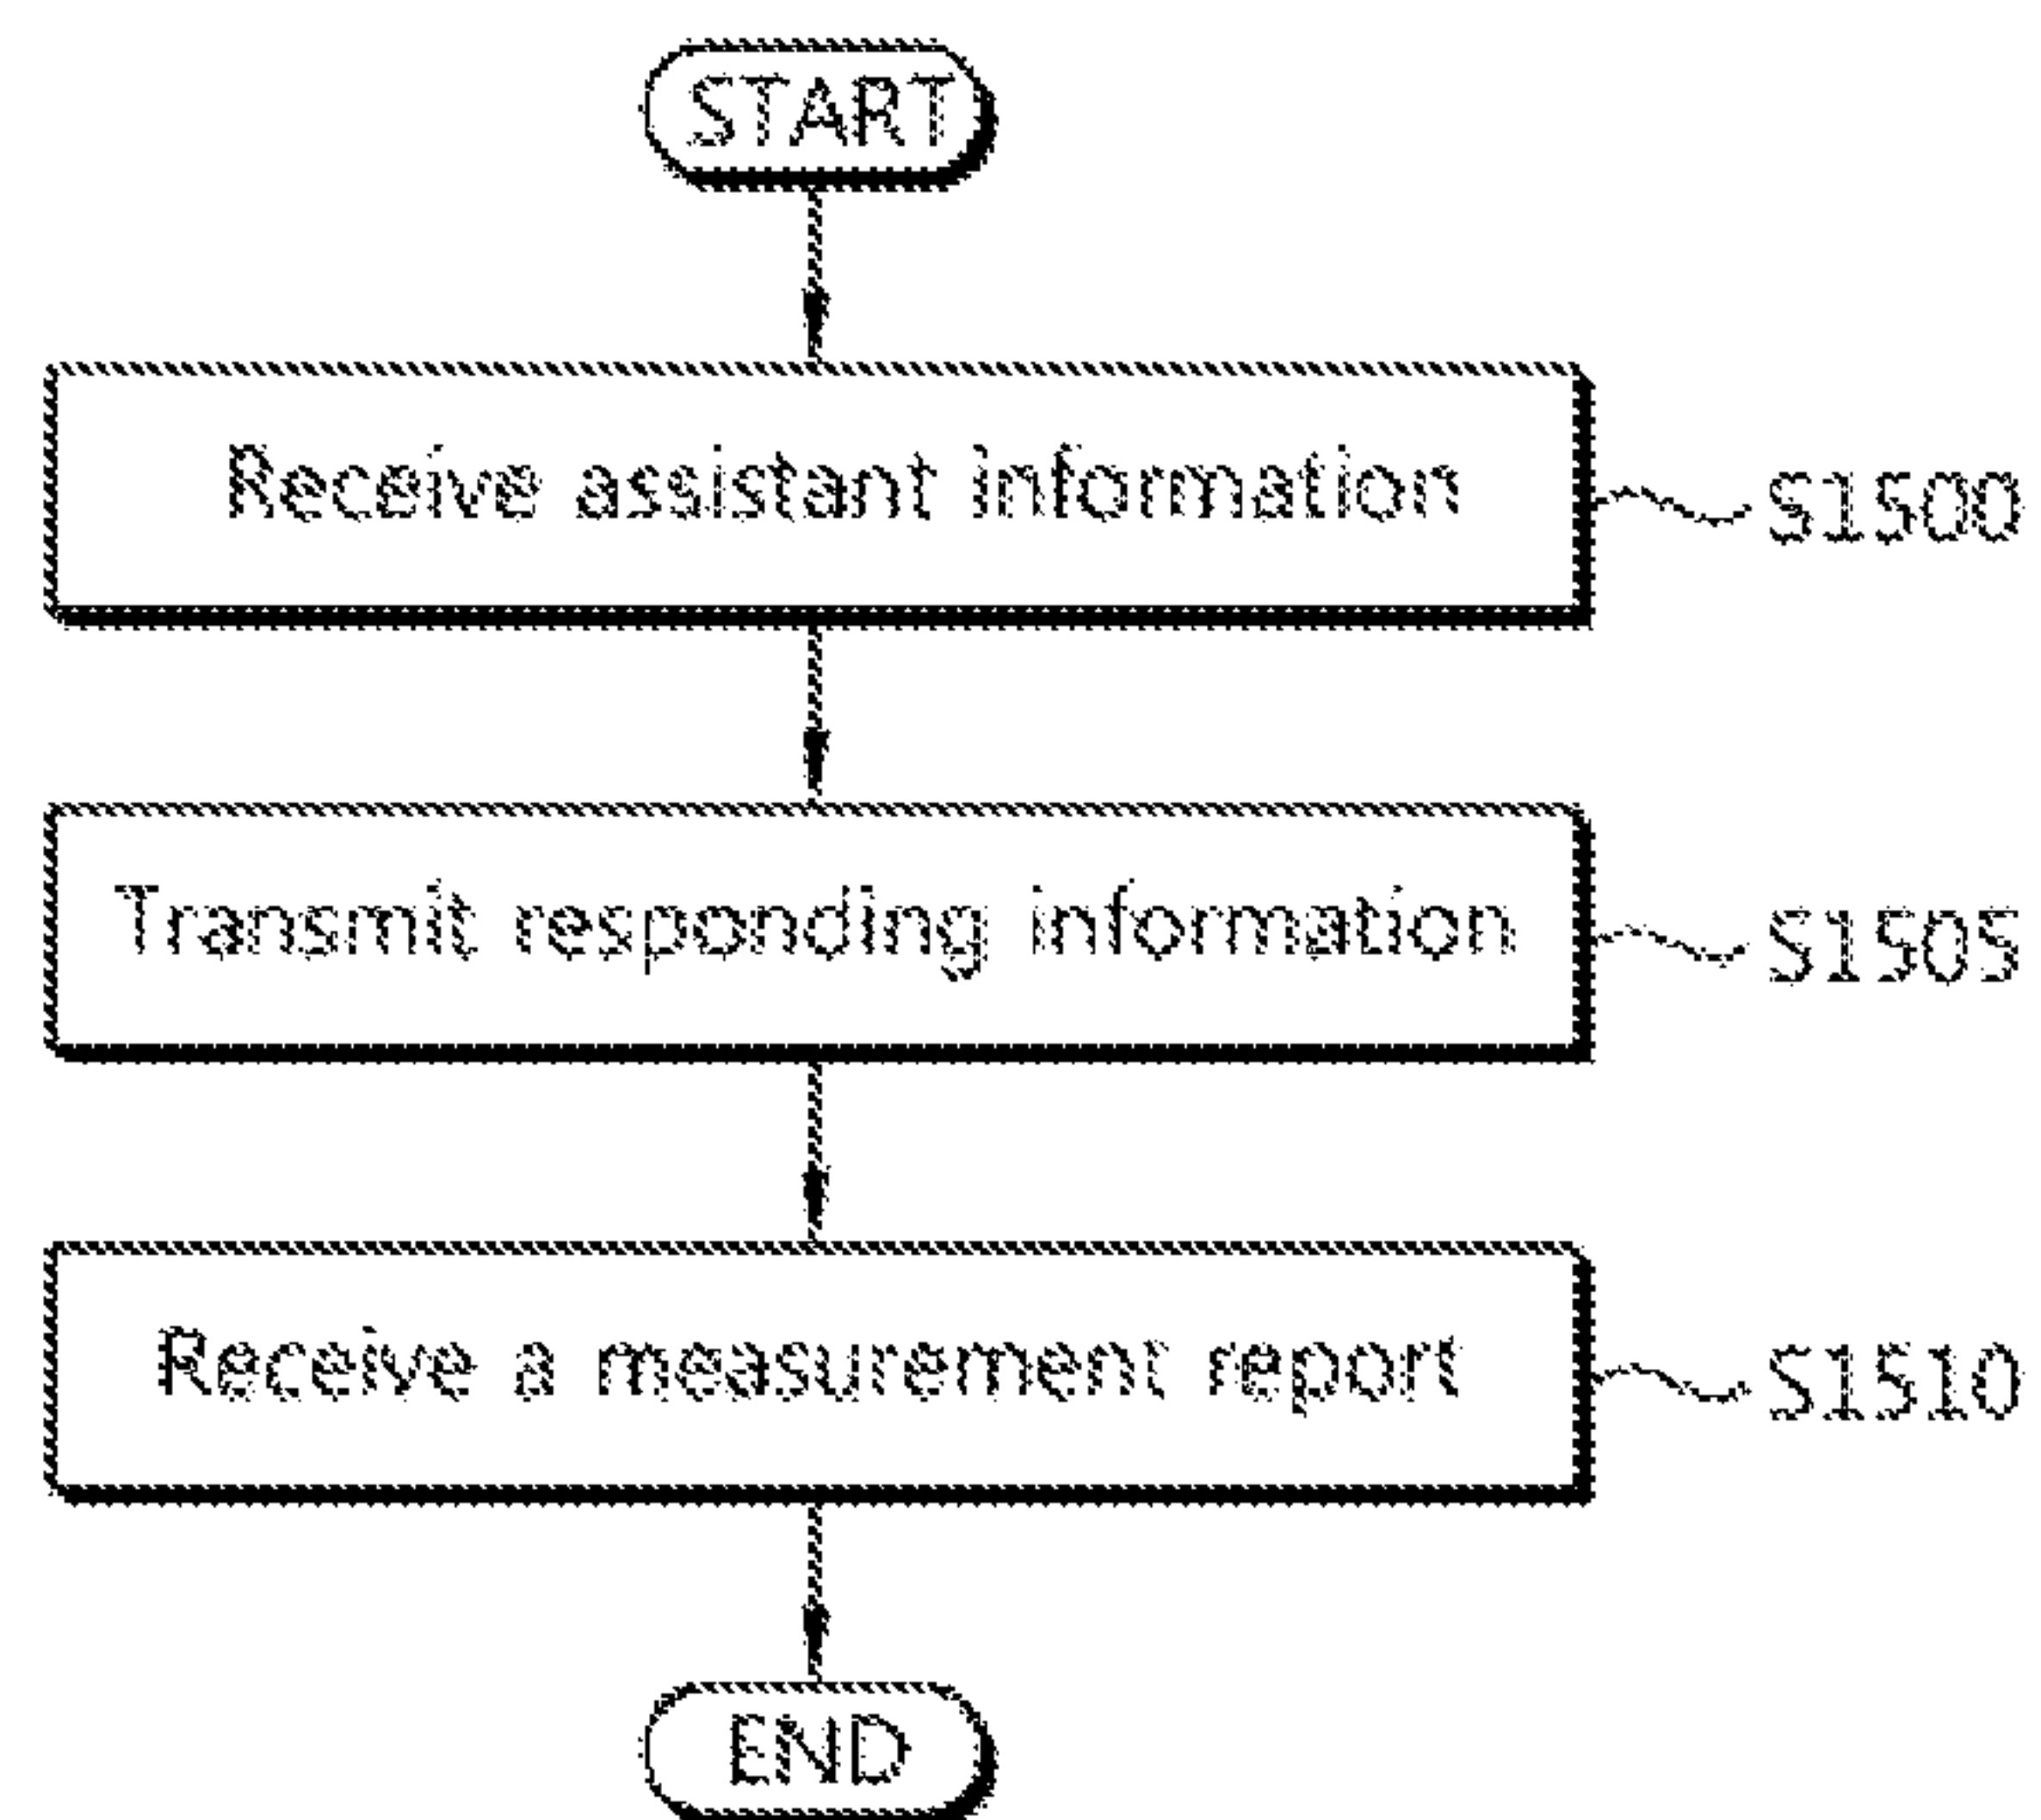 START
Receive assistant information
S1500
Transmit responding information
S1505
Receive a measurement report
S1510
END